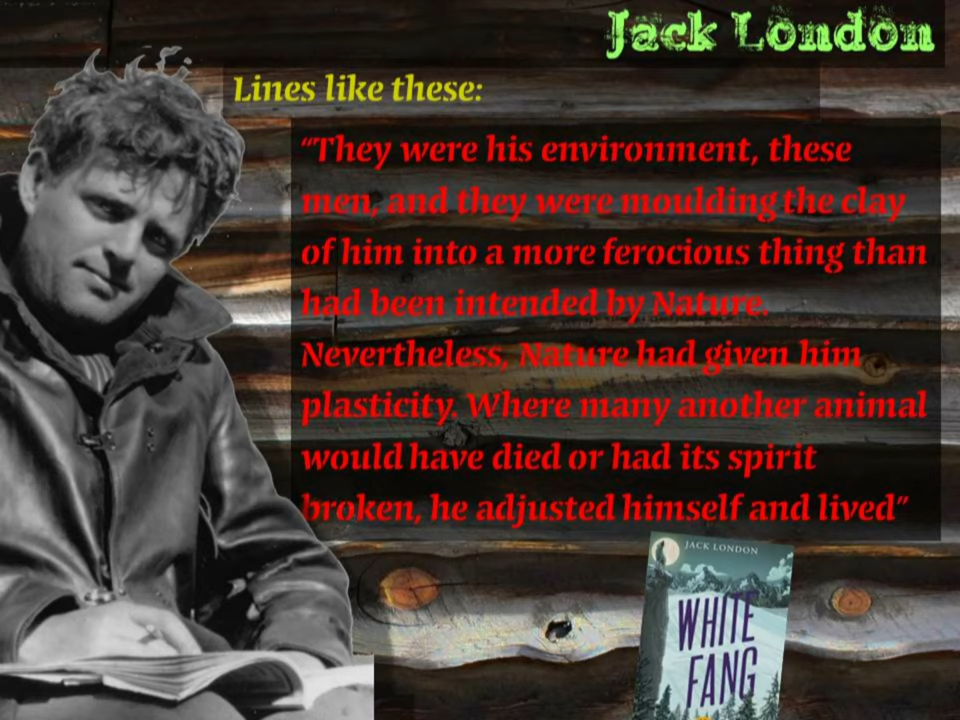 Jack London
Lines like these:
“They were his environment, these
men, and they were moulding the clay
of him into a more ferocious thing than
had been intended by Nature.
Nevertheless, Nature had given him
plasticity. Where many another animal
would have died or had its spirit
broken, he adjusted himself and lived”
JACK LONDON
WHITE
FANG